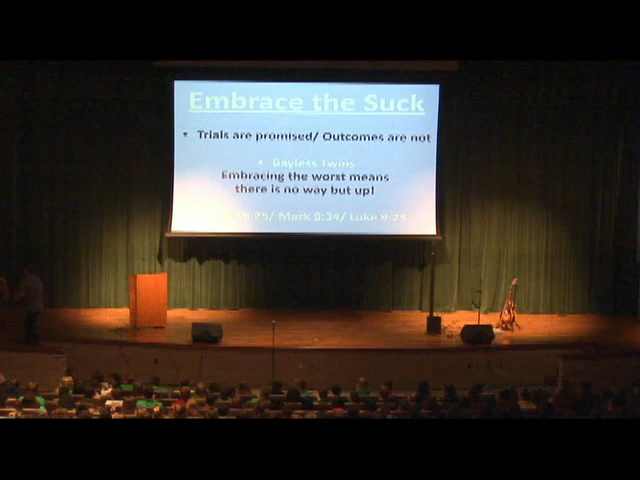 Embrace the Suck
• Trials are promised/ Outcomes are not
• Bayless Twins
Embracing the worst means
there is no way but up!
Mark 8:34/ Luke 9:24